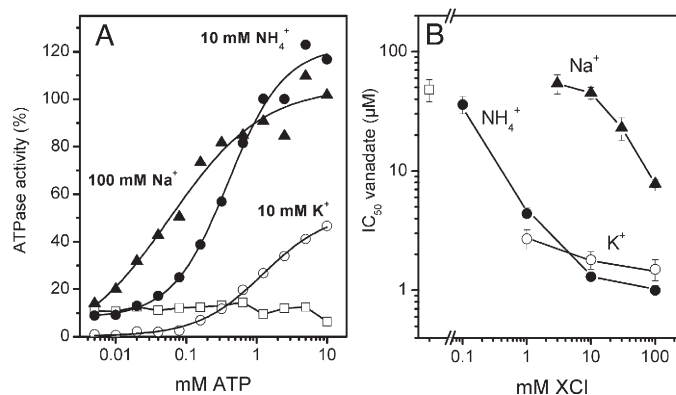 A
10 mM NH₄⁺
100 mM Na⁺
10 mM K⁺
ATPase activity (%)
120
100
80
60
40
20
0
0.01
0.1
1
10
mM ATP
B
Na⁺
NH₄⁺
K⁺
IC₅₀ vanadate (µM)
100
10
1
0.1
1
10
100
mM XCl